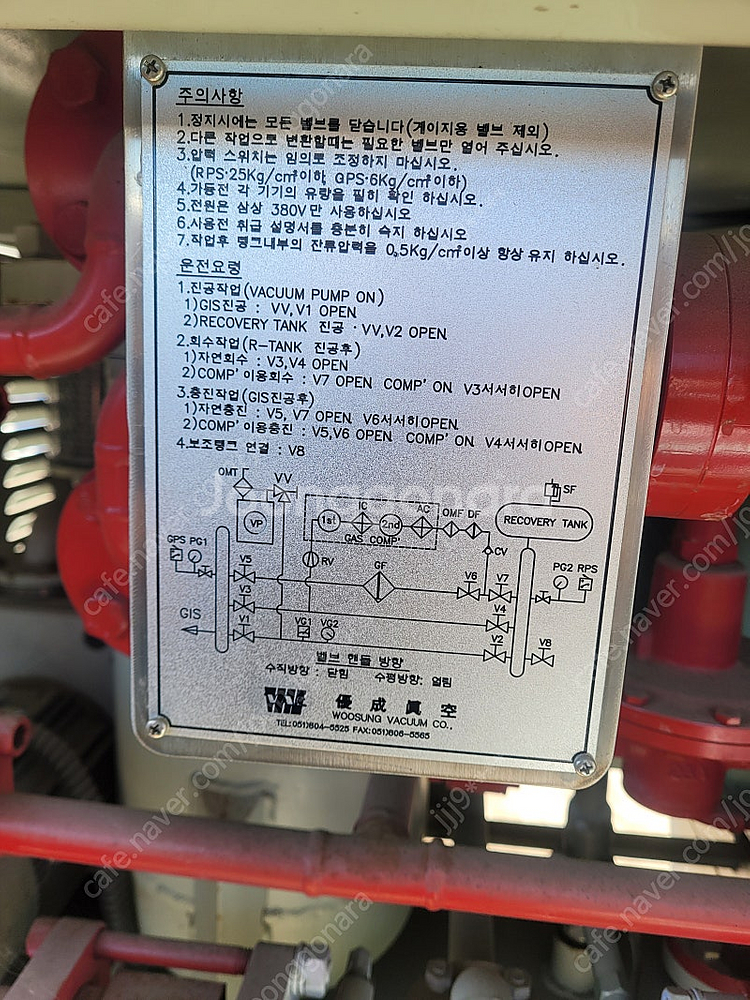 주의사항
1.정지시에는 모든 밸브를 닫습니다(게이지용 밸브 제외)
2.다른 작업으로 변환할때는 필요한 밸브만 열어 주십시오.
3.압력 스위치는 임의로 조정하지 마십시오.
(RPS·25Kg/㎠이하, GPS·6Kg/㎠이하)
4.가동전 각 기기의 유량을 필히 확인 하십시오.
5.전원은 삼상 380V만 사용하십시오
6.사용전 취급 설명서를 충분히 숙지 하십시오
7.작업후 탱크내부의 잔류압력을 0.5Kg/㎠이상 항상 유지 하십시오.
운전요령
1.진공작업(VACUUM PUMP ON)
1)GIS진공 : VV,V1 OPEN
2)RECOVERY TANK 진공 · VV,V2 OPEN
2.회수작업(R-TANK 진공후)
1)자연회수 : V3,V4 OPEN
2)COMP'이용회수 : V7 OPEN COMP' ON V3서서히OPEN
3.충진작업(GIS진공후)
1)자연충진 : V5, V7 OPEN V6서서히OPEN
2)COMP'이용충진 : V5,V6 OPEN COMP' ON V4서서히OPEN
4.보조탱크 연결 : V8
OMT VV SF
IC AC OMF DF
1st 2nd RECOVERY TANK
VP
GAS COMP'
GPS PG1 CV
RV PG2 RPS
V5 GF V6 V7
V3 V4
GIS V1 VG1 VG2 V2 V8
밸브 핸들 방향
수직방향 : 닫힘 수평방향: 열림
優成眞空
WOOSUNG VACUUM CO.,
TEL:051)604-5525 FAX:051)606-5565
Joonggonara
cafe.naver.com/jjjg*
joonggonara